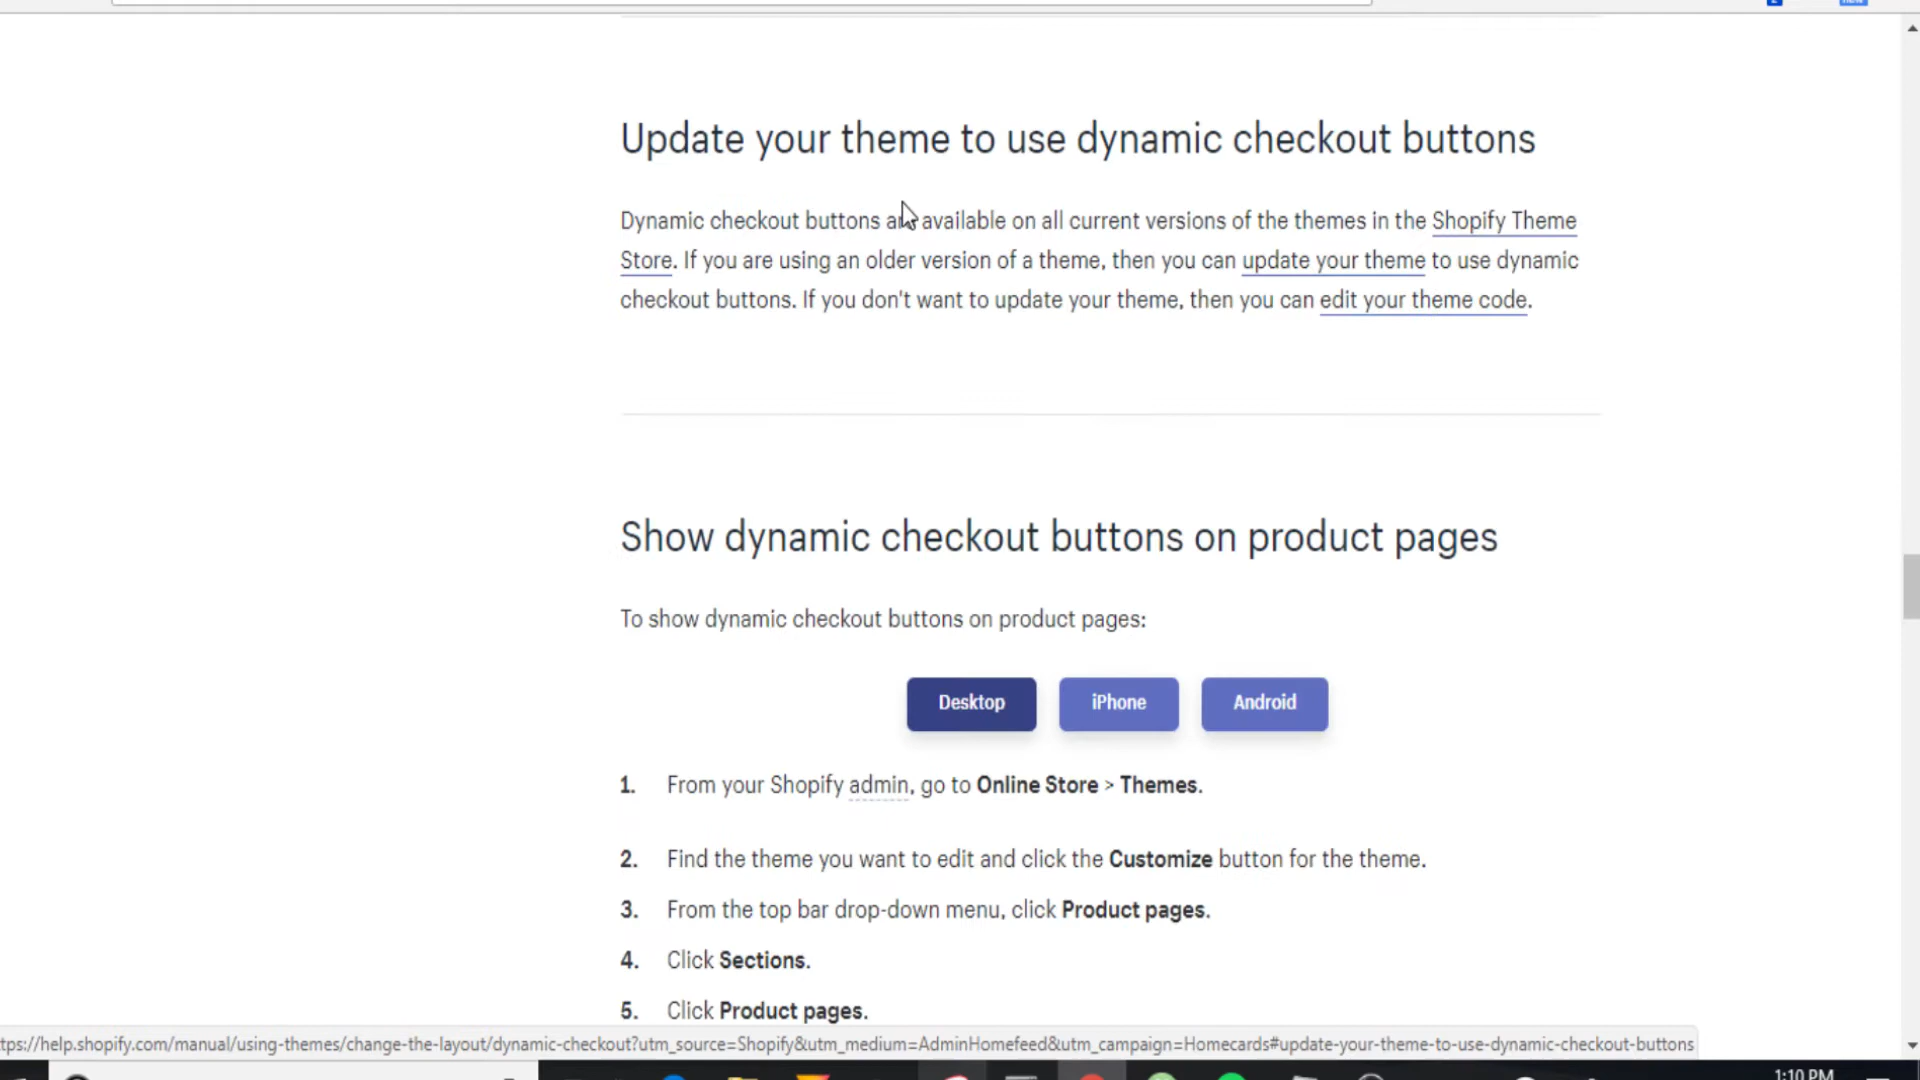 Update your theme to use dynamic checkout buttons
Dynamic checkout buttons are available on all current versions of the themes in the Shopify Theme
Store. If you are using an older version of a theme, then you can update your theme to use dynamic
checkout buttons. If you don't want to update your theme, then you can edit your theme code.
Show dynamic checkout buttons on product pages
To show dynamic checkout buttons on product pages:
Desktop iPhone Android
1. From your Shopify admin, go to Online Store > Themes.
2. Find the theme you want to edit and click the Customize button for the theme.
3. From the top bar drop-down menu, click Product pages.
4. Click Sections.
5. Click Product pages.
ttps://help.shopify.com/manual/using-themes/change-the-layout/dynamic-checkout?utm_source=Shopify&utm_medium=AdminHomefeed&utm_campaign=Homecards#update-your-theme-to-use-dynamic-checkout-buttons
1:10 PM